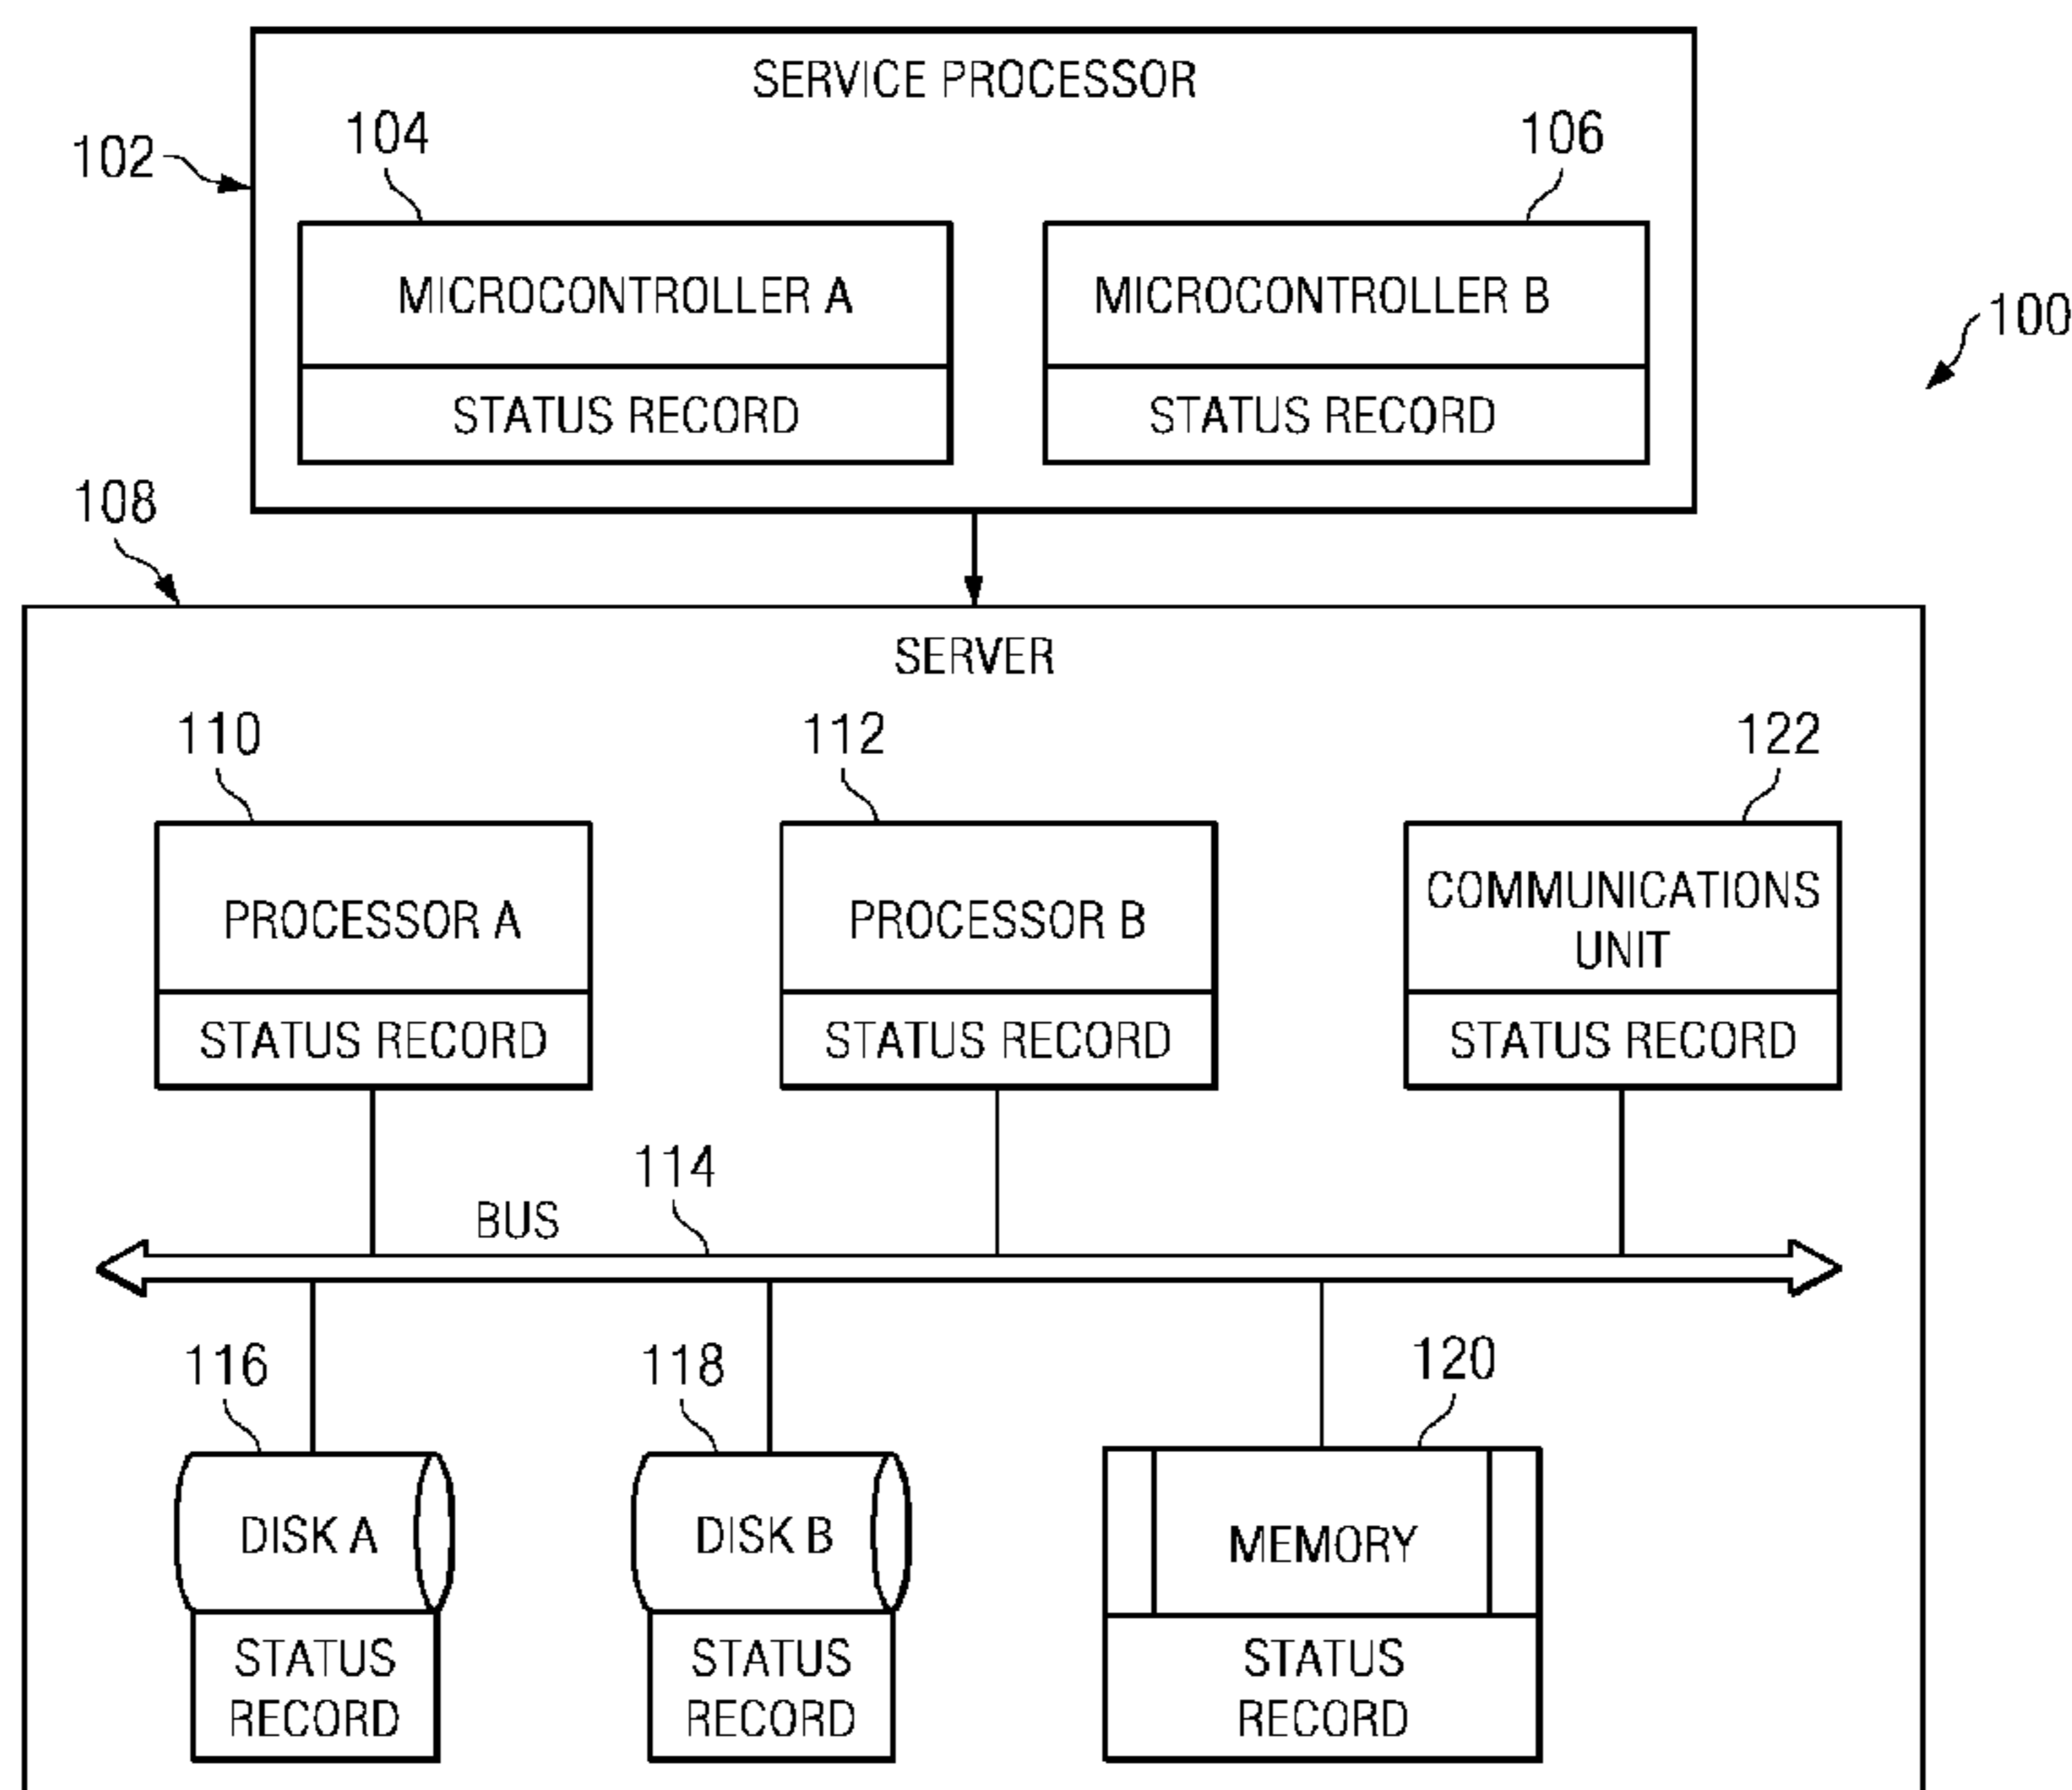 SERVICE PROCESSOR
102
104
106
MICROCONTROLLER A
MICROCONTROLLER B
100
STATUS RECORD
STATUS RECORD
108
SERVER
110
112
122
PROCESSOR A
PROCESSOR B
COMMUNICATIONS
UNIT
STATUS RECORD
STATUS RECORD
STATUS RECORD
BUS
114
116
118
120
DISK A
DISK B
MEMORY
STATUS
RECORD
STATUS
RECORD
STATUS
RECORD